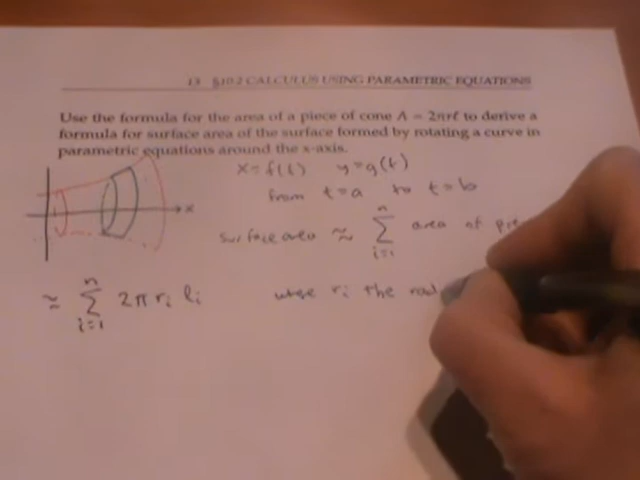 13 §10.2 CALCULUS USING PARAMETRIC EQUATIONS
Use the formula for the area of a piece of cone A = 2πrℓ to derive a
formula for surface area of the surface formed by rotating a curve in
parametric equations around the x-axis.
x = f(t) y = g(t)
from t=a to t=b
x
surface area ≈ n Σ i=1 area of pie
≈ n Σ i=1 2π ri li where ri the rad